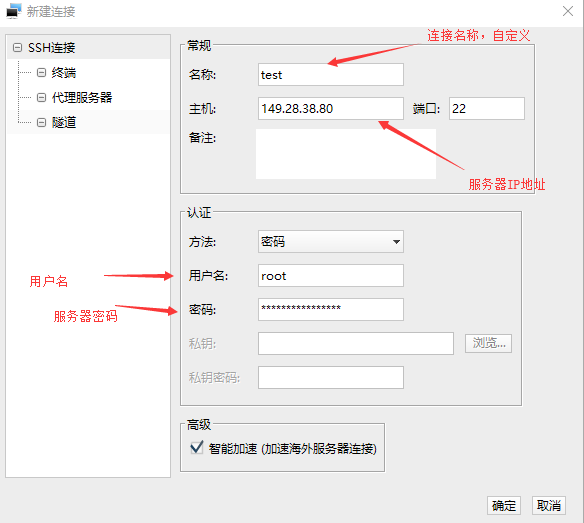 新建连接
连接名称，自定义
SSH连接
终端
代理服务器
隧道
常规
名称: test
主机: 149.28.38.80 端口: 22
备注:
服务器IP地址
认证
方法: 密码
用户名
用户名: root
服务器密码
密码: ****************
私钥: 浏览...
私钥密码:
高级
智能加速 (加速海外服务器连接)
确定 取消